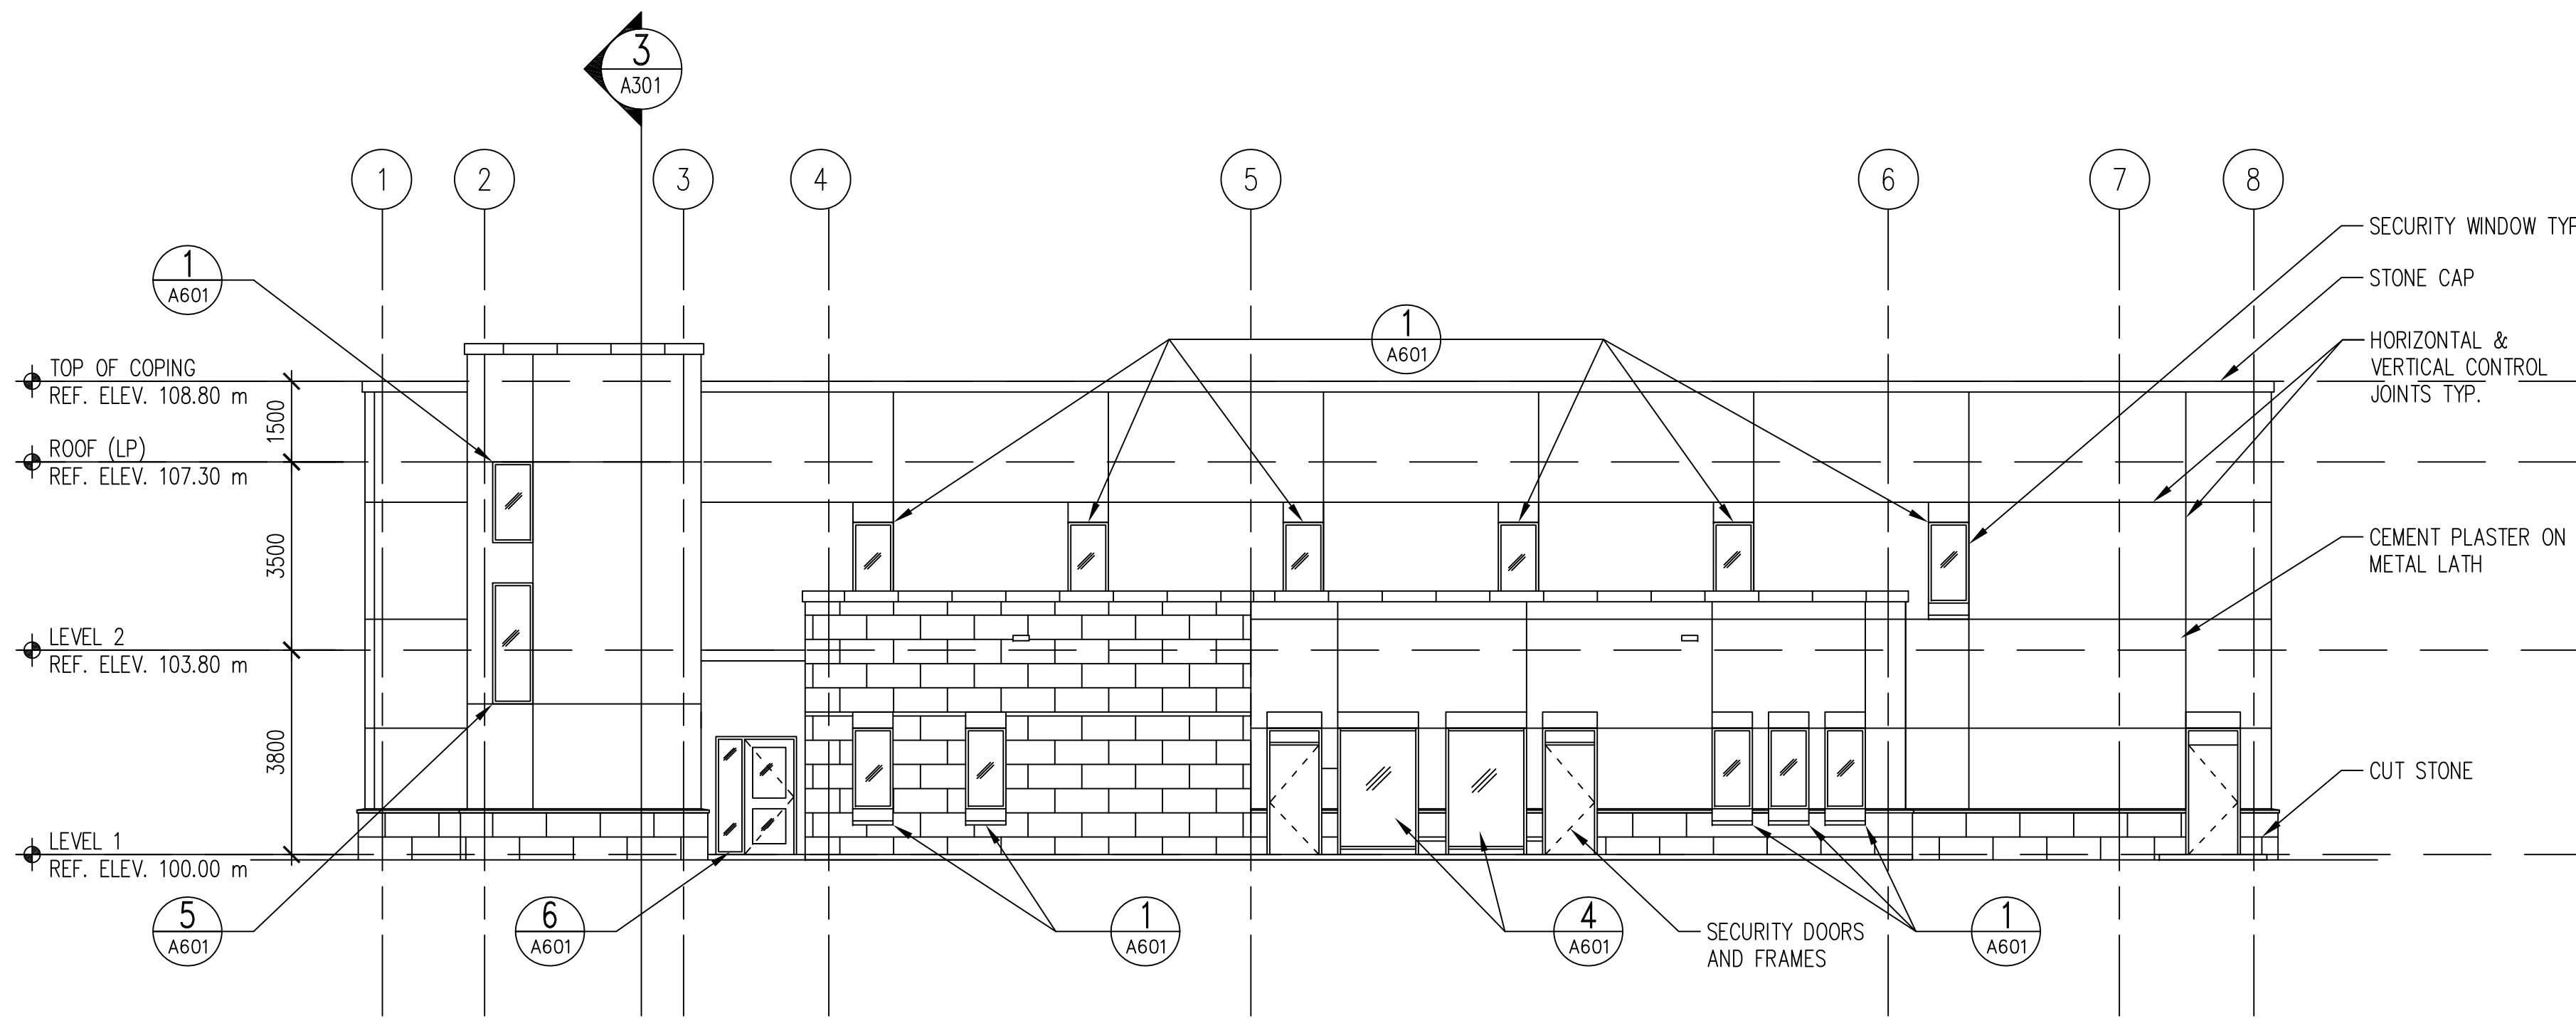 3
A301
1
2
3
4
5
6
7
8
SECURITY WINDOW TYP
STONE CAP
HORIZONTAL &
VERTICAL CONTROL
JOINTS TYP.
1
A601
1
A601
TOP OF COPING
REF. ELEV. 108.80 m
1500
ROOF (LP)
REF. ELEV. 107.30 m
3500
CEMENT PLASTER ON
METAL LATH
LEVEL 2
REF. ELEV. 103.80 m
3800
CUT STONE
LEVEL 1
REF. ELEV. 100.00 m
5
A601
6
A601
1
A601
4
A601
SECURITY DOORS
AND FRAMES
1
A601